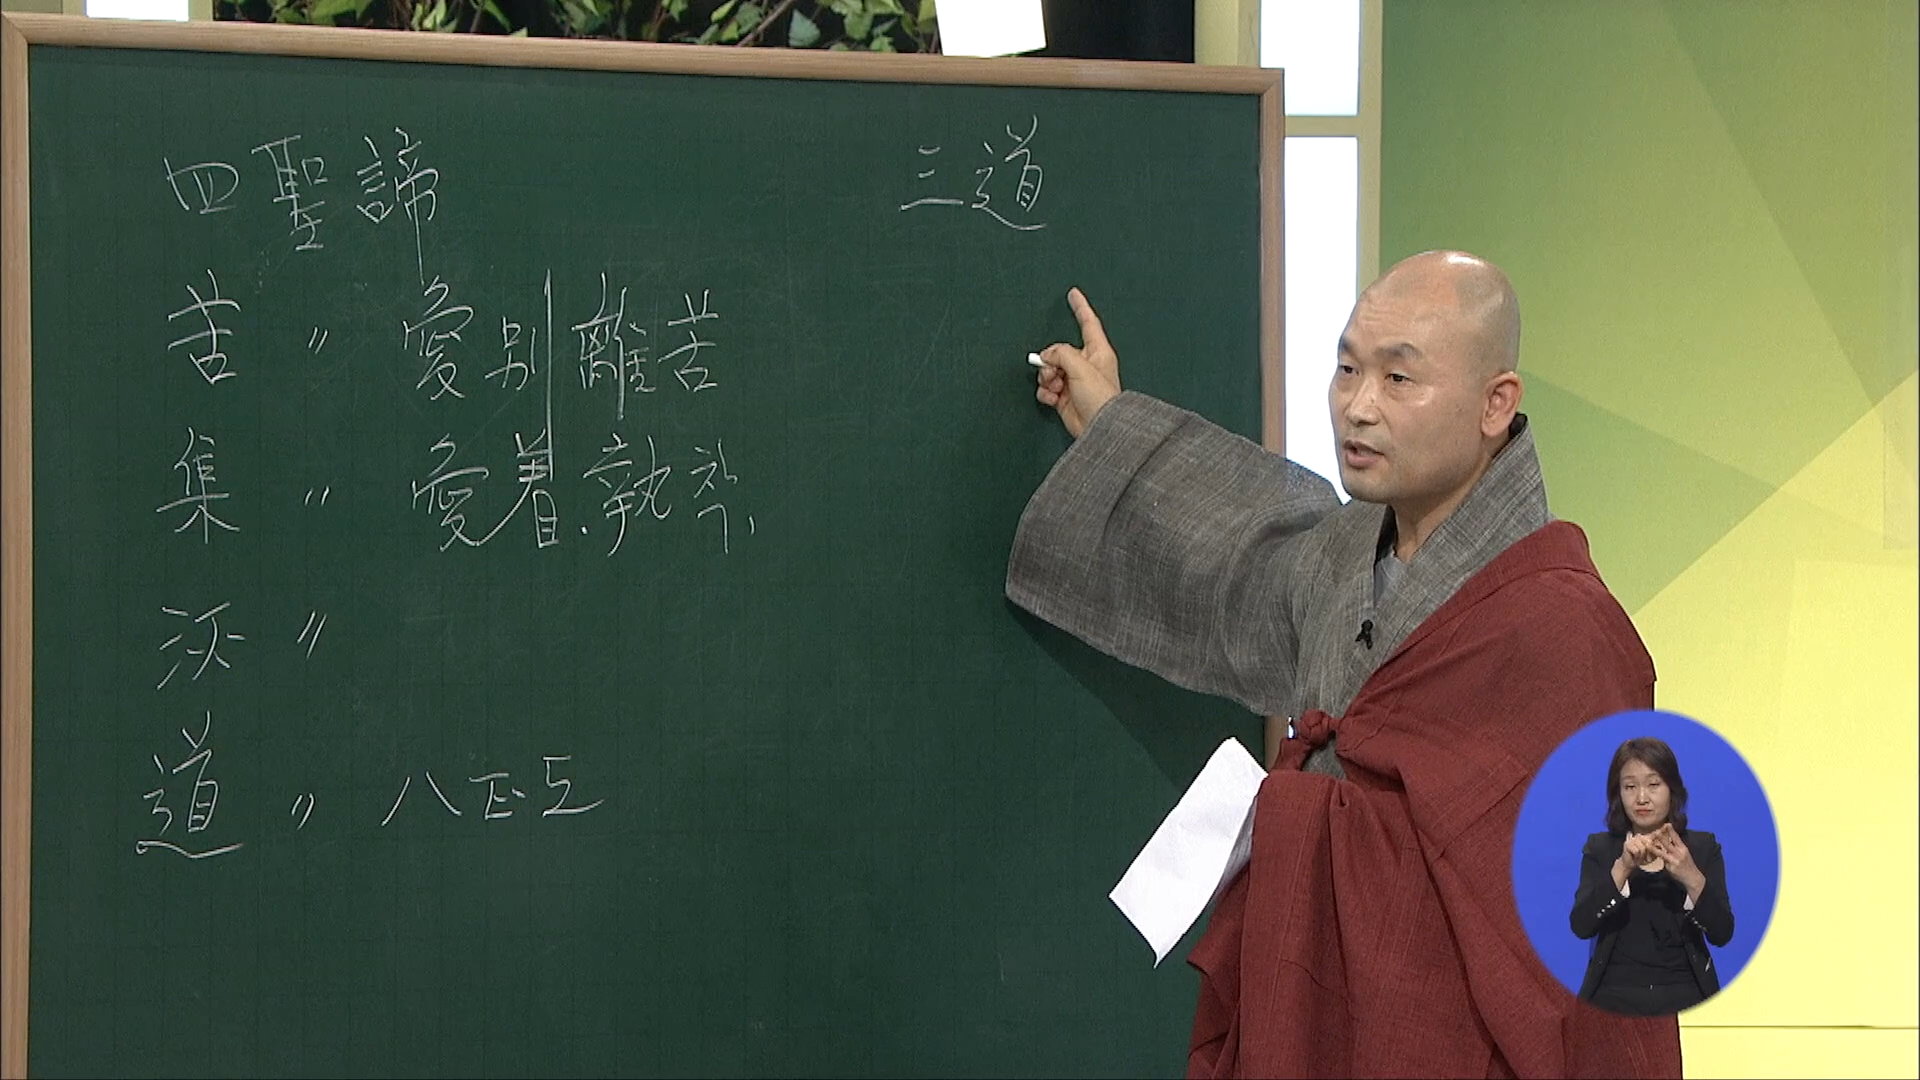 四聖諦
三道
苦 〃 愛別離苦
集 〃 愛着.執착
滅 〃
道 〃 八正도